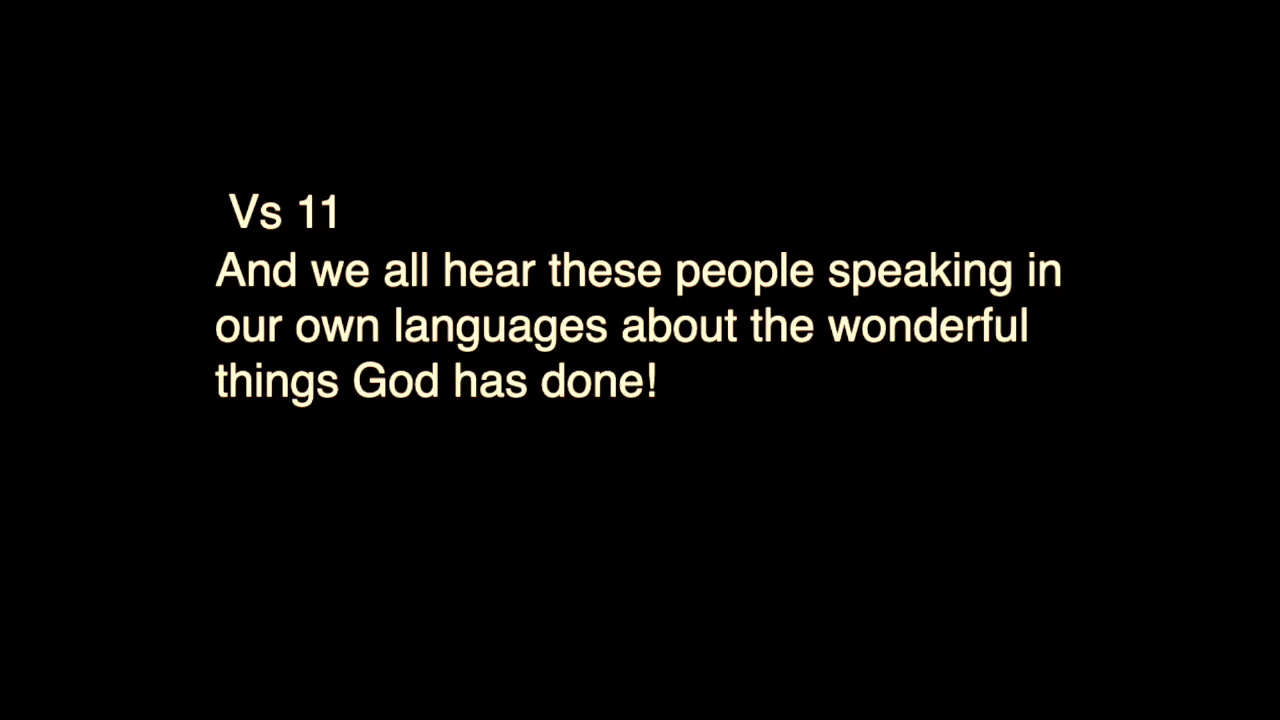 Vs 11
And we all hear these people speaking in
our own languages about the wonderful
things God has done!